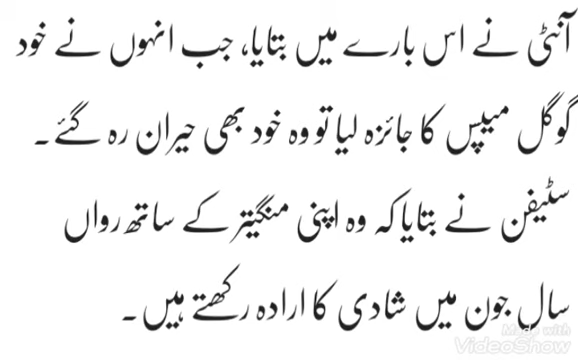 آنٹی نے اس بارے میں بتایا، جب انہوں نے خود
گوگل میپس کا جائزہ لیا تو وہ خود بھی حیران رہ گئے۔
سٹیفن نے بتایا کہ وہ اپنی منگیتر کے ساتھ رواں
سال جون میں شادی کا ارادہ رکھتے ہیں۔
Made with
VideoShow